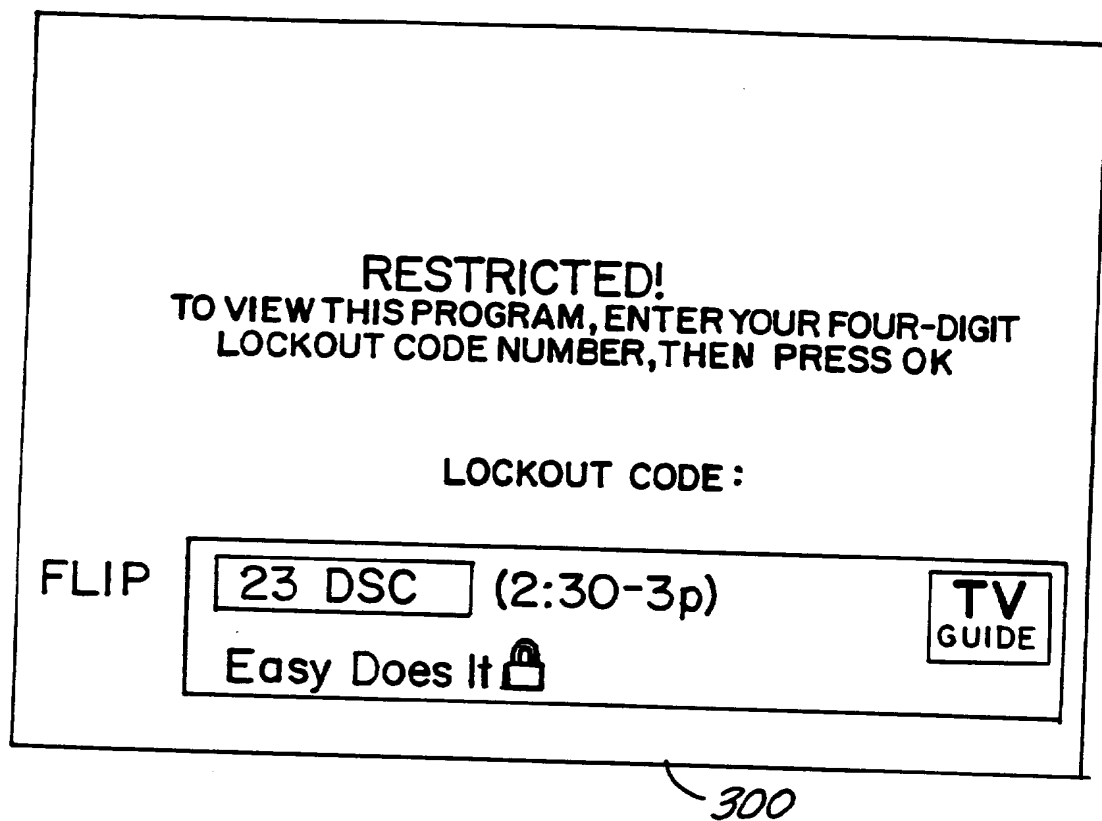 RESTRICTED!
TO VIEW THIS PROGRAM, ENTER YOUR FOUR-DIGIT
LOCKOUT CODE NUMBER, THEN PRESS OK
LOCKOUT CODE:
FLIP
23 DSC (2:30-3p)
TV
GUIDE
Easy Does It
300